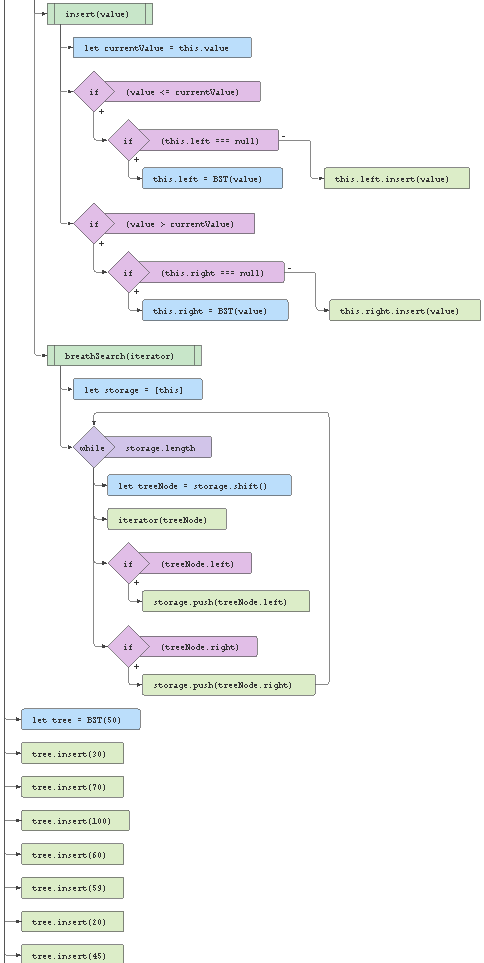 insert(value)
let currentValue = this.value
if (value <= currentValue)
+
if (this.left === null) -
+
this.left = BST(value) this.left.insert(value)
if (value > currentValue)
+
if (this.right === null) -
+
this.right = BST(value) this.right.insert(value)
breathSearch(iterator)
let storage = [this]
while storage.length
let treeNode = storage.shift()
iterator(treeNode)
if (treeNode.left)
+
storage.push(treeNode.left)
if (treeNode.right)
+
storage.push(treeNode.right)
let tree = BST(50)
tree.insert(30)
tree.insert(70)
tree.insert(100)
tree.insert(60)
tree.insert(59)
tree.insert(20)
tree.insert(45)